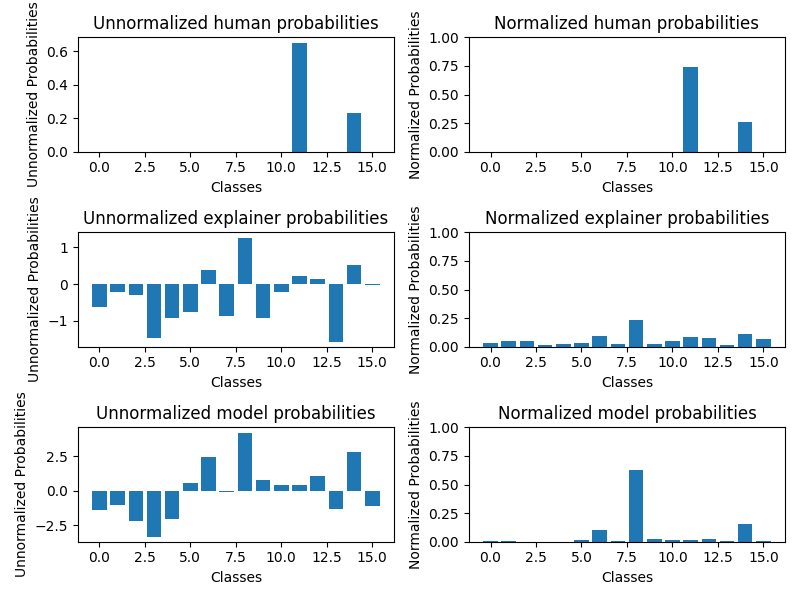 Unnormalized human probabilities
Unnormalized Probabilities
0.6
0.4
0.2
0.0
0.0 2.5 5.0 7.5 10.0 12.5 15.0
Classes
Normalized human probabilities
Normalized Probabilities
1.00
0.75
0.50
0.25
0.00
0.0 2.5 5.0 7.5 10.0 12.5 15.0
Classes
Unnormalized explainer probabilities
Unnormalized Probabilities
1
0
−1
0.0 2.5 5.0 7.5 10.0 12.5 15.0
Classes
Normalized explainer probabilities
Normalized Probabilities
1.00
0.75
0.50
0.25
0.00
0.0 2.5 5.0 7.5 10.0 12.5 15.0
Classes
Unnormalized model probabilities
Unnormalized Probabilities
2.5
0.0
−2.5
0.0 2.5 5.0 7.5 10.0 12.5 15.0
Classes
Normalized model probabilities
Normalized Probabilities
1.00
0.75
0.50
0.25
0.00
0.0 2.5 5.0 7.5 10.0 12.5 15.0
Classes